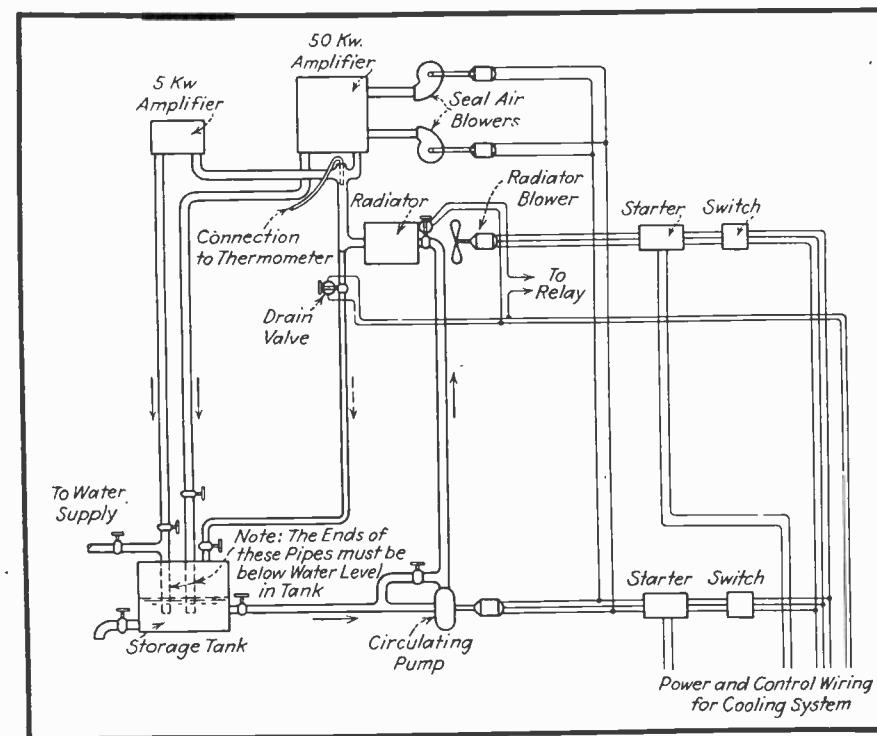 50 Kw.
Amplifier
5 Kw
Amplifier
Seal Air
Blowers
Radiator
Radiator
Blower
Starter
Switch
Connection
to Thermometer
To
Relay
Drain
Valve
To Water
Supply
Note: The Ends of
these Pipes must be
below Water Level
in Tank
Starter
Switch
Storage Tank
Circulating
Pump
Power and Control Wiring
for Cooling System